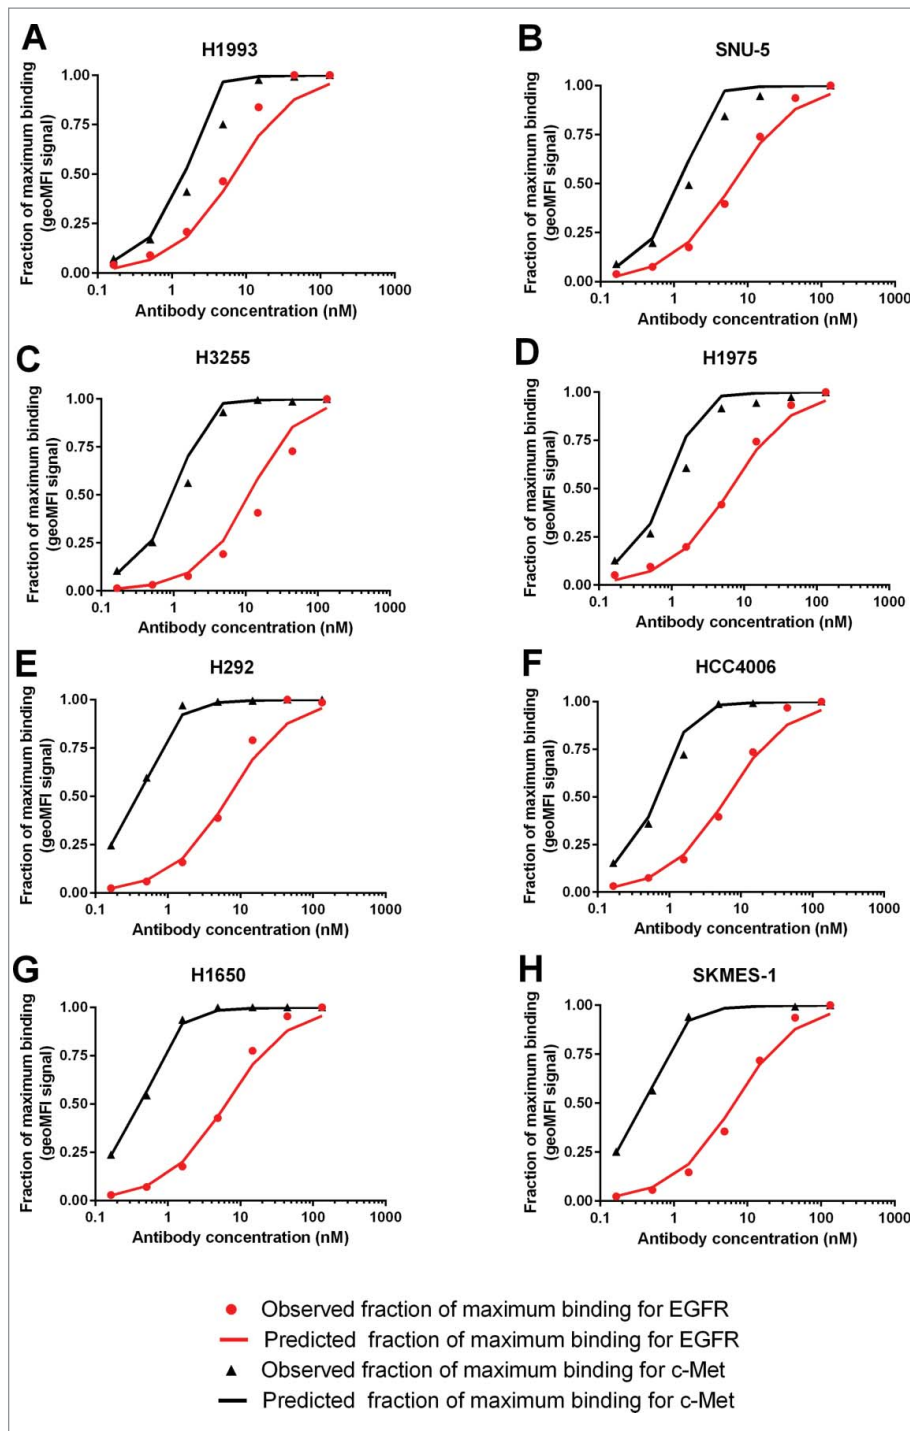 A
H1993
Fraction of maximum binding
(geoMFI signal)
1.00
0.75
0.50
0.25
0.00
0.1 1 10 100 1000
Antibody concentration (nM)
B
SNU-5
Fraction of maximum binding
(geoMFI signal)
1.00
0.75
0.50
0.25
0.00
0.1 1 10 100 1000
Antibody concentration (nM)
C
H3255
Fraction of maximum binding
(geoMFI signal)
1.00
0.75
0.50
0.25
0.00
0.1 1 10 100 1000
Antibody concentration (nM)
D
H1975
Fraction of maximum binding
(geoMFI signal)
1.00
0.75
0.50
0.25
0.00
0.1 1 10 100 1000
Antibody concentration (nM)
E
H292
Fraction of maximum binding
(geoMFI signal)
1.00
0.75
0.50
0.25
0.00
0.1 1 10 100 1000
Antibody concentration (nM)
F
HCC4006
Fraction of maximum binding
(geoMFI signal)
1.00
0.75
0.50
0.25
0.00
0.1 1 10 100 1000
Antibody concentration (nM)
G
H1650
Fraction of maximum binding
(geoMFI signal)
1.00
0.75
0.50
0.25
0.00
0.1 1 10 100 1000
Antibody concentration (nM)
H
SKMES-1
Fraction of maximum binding
(geoMFI signal)
1.00
0.75
0.50
0.25
0.00
0.1 1 10 100 1000
Antibody concentration (nM)
Observed fraction of maximum binding for EGFR
Predicted fraction of maximum binding for EGFR
Observed fraction of maximum binding for c-Met
Predicted fraction of maximum binding for c-Met